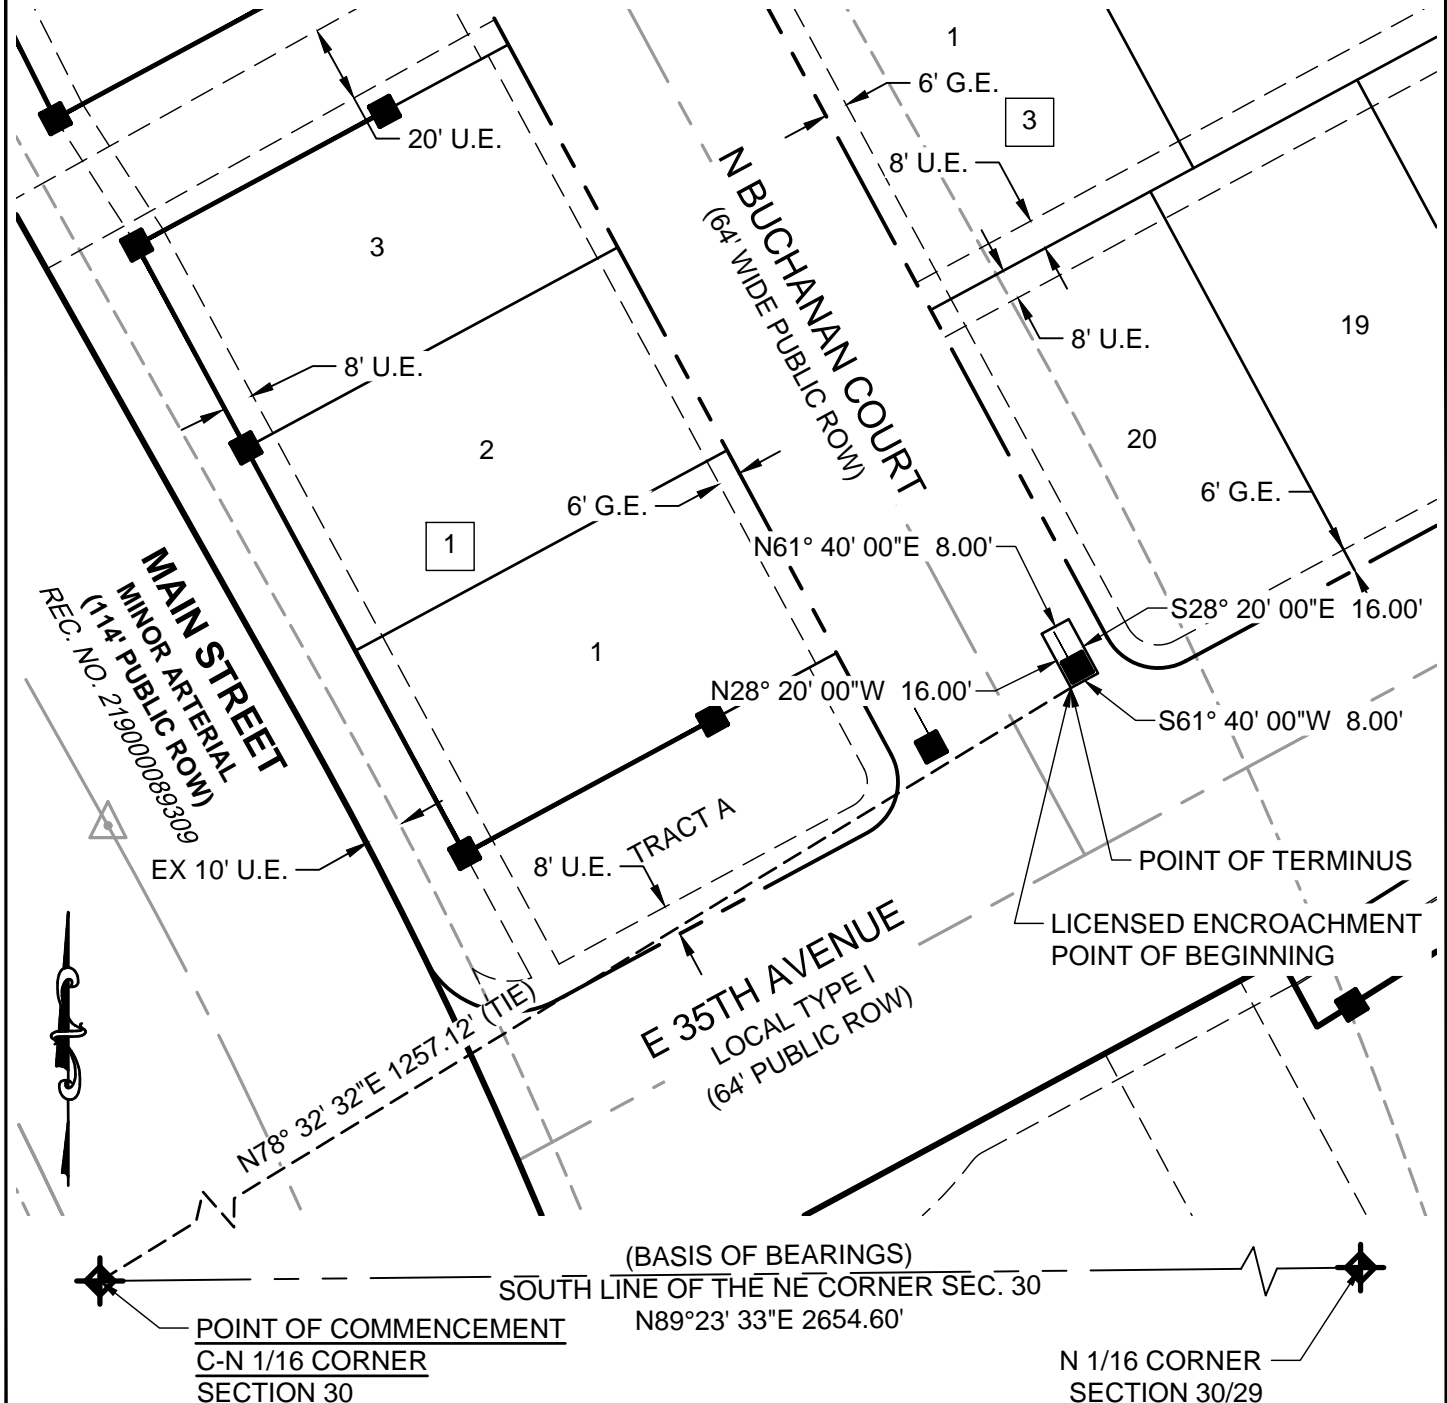 1
6' G.E.
3
20' U.E.
8' U.E.
N BUCHANAN COURT
(64' WIDE PUBLIC ROW)
3
19
8' U.E.
8' U.E.
20
2
6' G.E.
6' G.E.
1
N61° 40' 00"E 8.00'
MAIN STREET
MINOR ARTERIAL
(114' PUBLIC ROW)
REC. NO. 2190000089309
S28° 20' 00"E 16.00'
1
N28° 20' 00"W 16.00'
S61° 40' 00"W 8.00'
TRACT A
EX 10' U.E.
8' U.E.
POINT OF TERMINUS
LICENSED ENCROACHMENT
POINT OF BEGINNING
E 35TH AVENUE
LOCAL TYPE I
(64' PUBLIC ROW)
N78° 32' 32"E 1257.12' (TIE)
(BASIS OF BEARINGS)
SOUTH LINE OF THE NE CORNER SEC. 30
N89°23' 33"E 2654.60'
POINT OF COMMENCEMENT
C-N 1/16 CORNER
SECTION 30
N 1/16 CORNER
SECTION 30/29